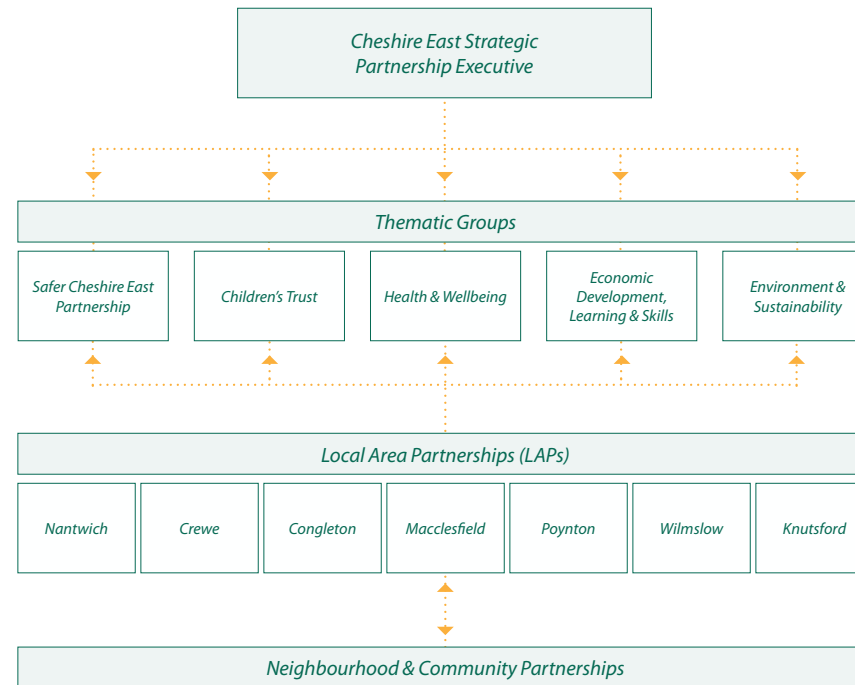 Cheshire East Strategic
Partnership Executive
Thematic Groups
Safer Cheshire East
Partnership
Children’s Trust
Health & Wellbeing
Economic
Development,
Learning & Skills
Environment &
Sustainability
Local Area Partnerships (LAPs)
Nantwich
Crewe
Congleton
Macclesfield
Poynton
Wilmslow
Knutsford
Neighbourhood & Community Partnerships